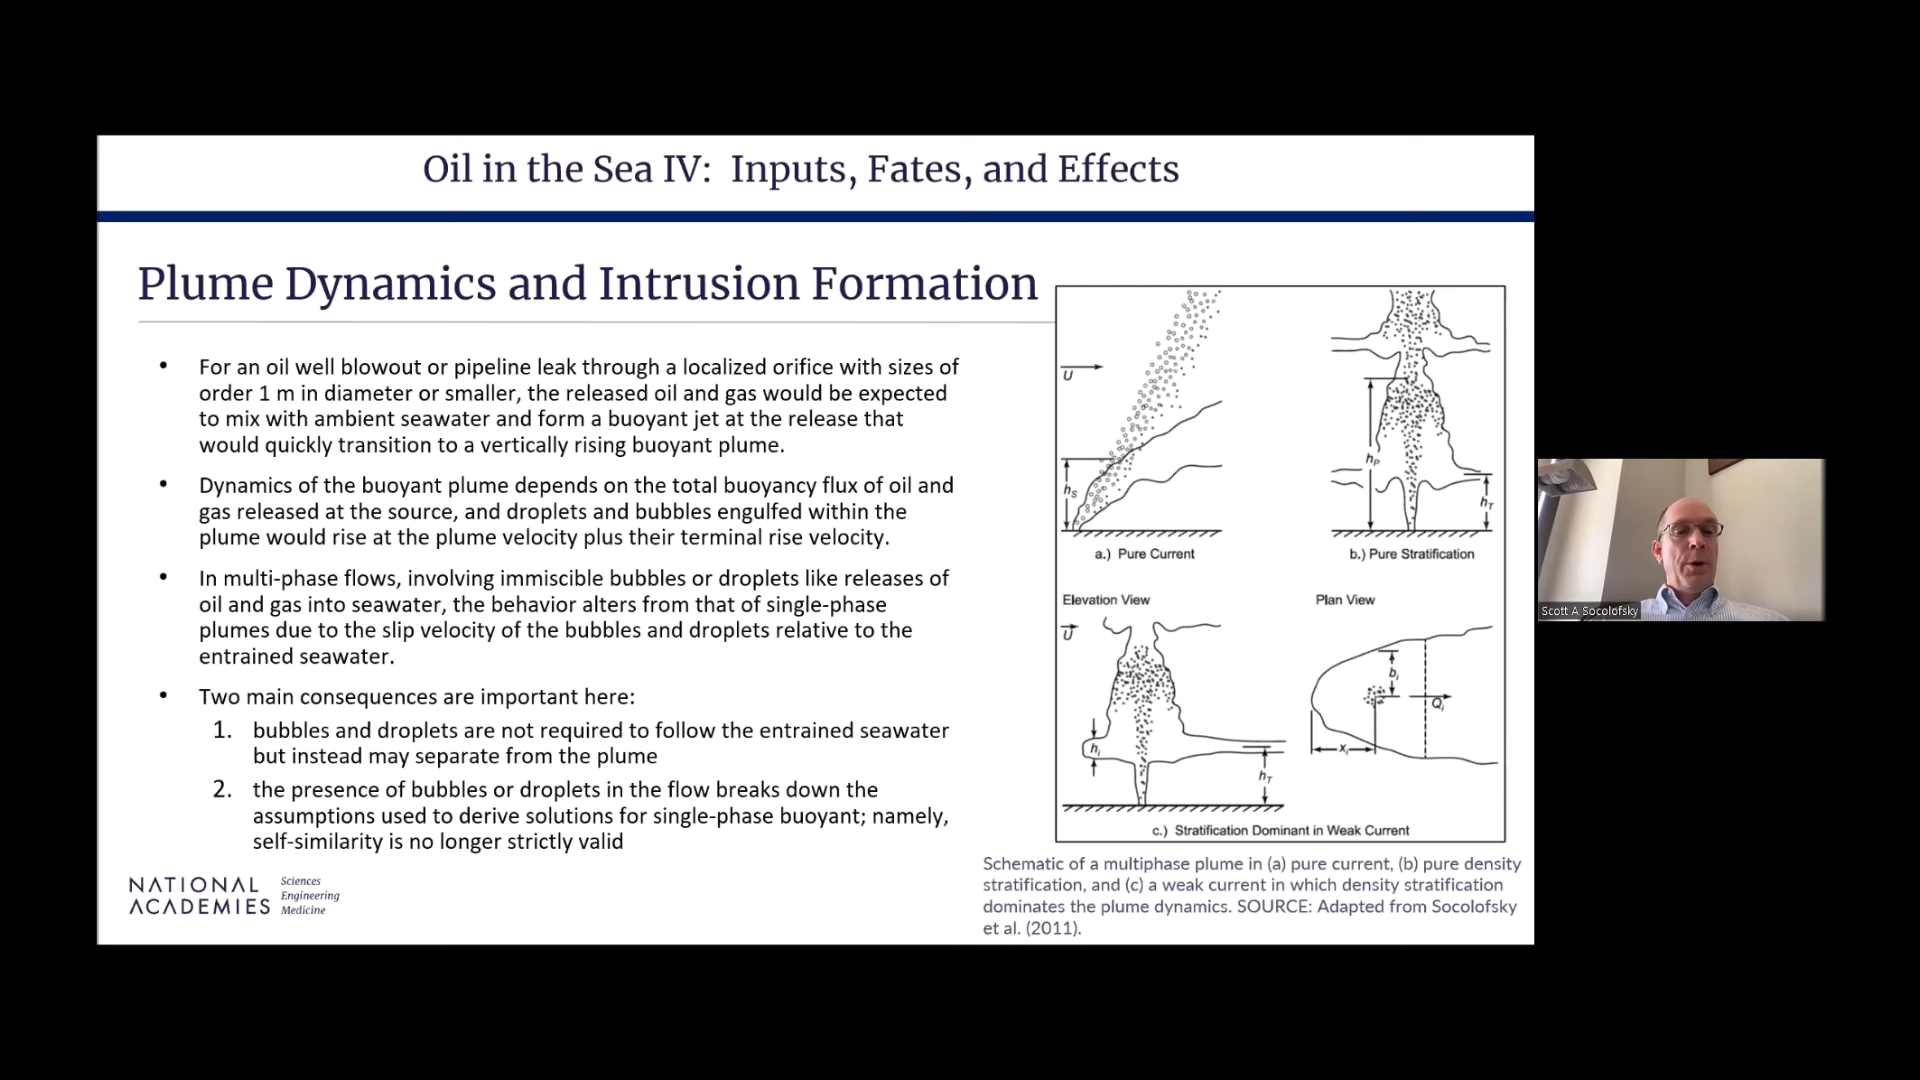 Oil in the Sea IV:  Inputs, Fates, and Effects
Plume Dynamics and Intrusion Formation
• For an oil well blowout or pipeline leak through a localized orifice with sizes of
order 1 m in diameter or smaller, the released oil and gas would be expected
to mix with ambient seawater and form a buoyant jet at the release that
would quickly transition to a vertically rising buoyant plume.
• Dynamics of the buoyant plume depends on the total buoyancy flux of oil and
gas released at the source, and droplets and bubbles engulfed within the
plume would rise at the plume velocity plus their terminal rise velocity.
• In multi-phase flows, involving immiscible bubbles or droplets like releases of
oil and gas into seawater, the behavior alters from that of single-phase
plumes due to the slip velocity of the bubbles and droplets relative to the
entrained seawater.
• Two main consequences are important here:
1. bubbles and droplets are not required to follow the entrained seawater
but instead may separate from the plume
2. the presence of bubbles or droplets in the flow breaks down the
assumptions used to derive solutions for single-phase buoyant; namely,
self-similarity is no longer strictly valid
NATIONAL
ACADEMIES
Sciences
Engineering
Medicine
U
hS
a.) Pure Current
hP
hT
b.) Pure Stratification
Elevation View
U
hi
hT
Plan View
bi
Qi
xi
c.) Stratification Dominant in Weak Current
Schematic of a multiphase plume in (a) pure current, (b) pure density
stratification, and (c) a weak current in which density stratification
dominates the plume dynamics. SOURCE: Adapted from Socolofsky
et al. (2011).
Scott A Socolofsky